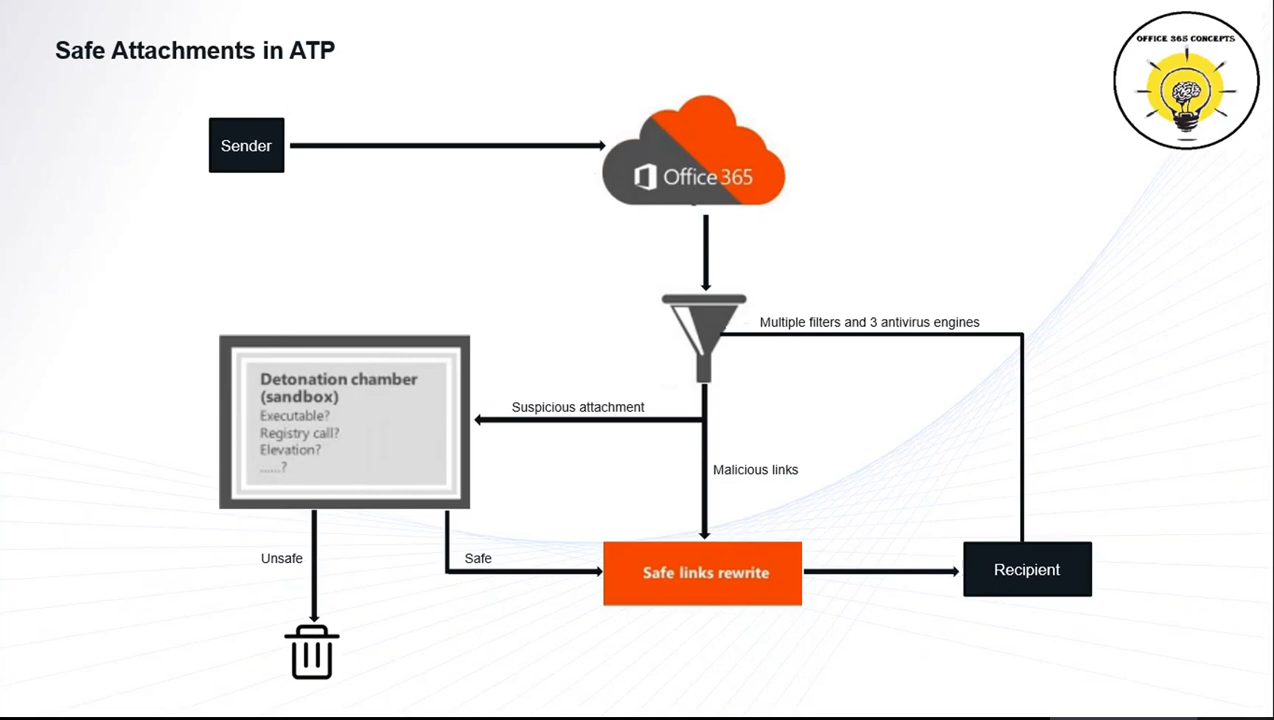 Safe Attachments in ATP
OFFICE 365 CONCEPTS
Sender
Office 365
Multiple filters and 3 antivirus engines
Detonation chamber
(sandbox)
Executable?
Registry call?
Elevation?
......?
Suspicious attachment
Malicious links
Unsafe
Safe
Safe links rewrite
Recipient